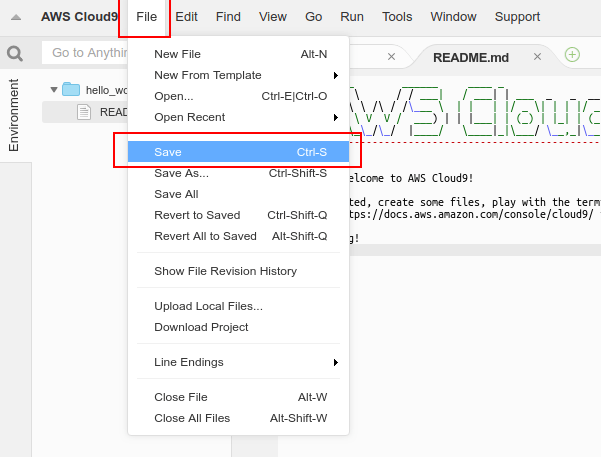 AWS Cloud9 File Edit Find View Go Run Tools Window Support
Go to Anythin
README.md
Environment
hello_wo
READ
New File Alt-N
New From Template
Open... Ctrl-E|Ctrl-O
Open Recent
Save Ctrl-S
Save As... Ctrl-Shift-S
Save All
Revert to Saved Ctrl-Shift-Q
Revert All to Saved Alt-Shift-Q
Show File Revision History
Upload Local Files...
Download Project
Line Endings
Close File Alt-W
Close All Files Alt-Shift-W
elcome to AWS Cloud9!
ted, create some files, play with the term
tps://docs.aws.amazon.com/console/cloud9/
g!